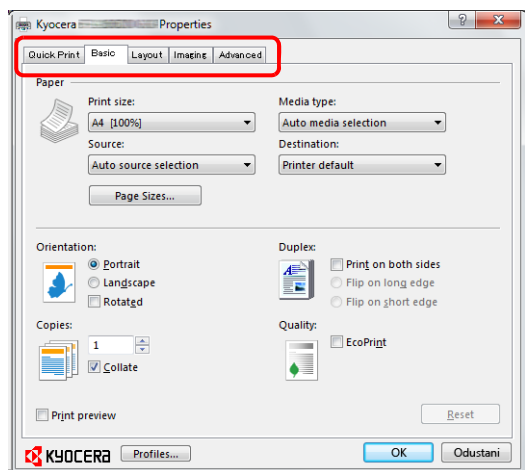 Kyocera Properties
Quick Print Basic Layout Imaging Advanced
Paper
Print size: Media type:
A4 [100%] Auto media selection
Source: Destination:
Auto source selection Printer default
Page Sizes...
Orientation: Duplex:
Portrait Print on both sides
Landscape Flip on long edge
Rotated Flip on short edge
Copies: Quality:
1 EcoPrint
Collate
Print preview Reset
KYOCERA Profiles... OK Odustani